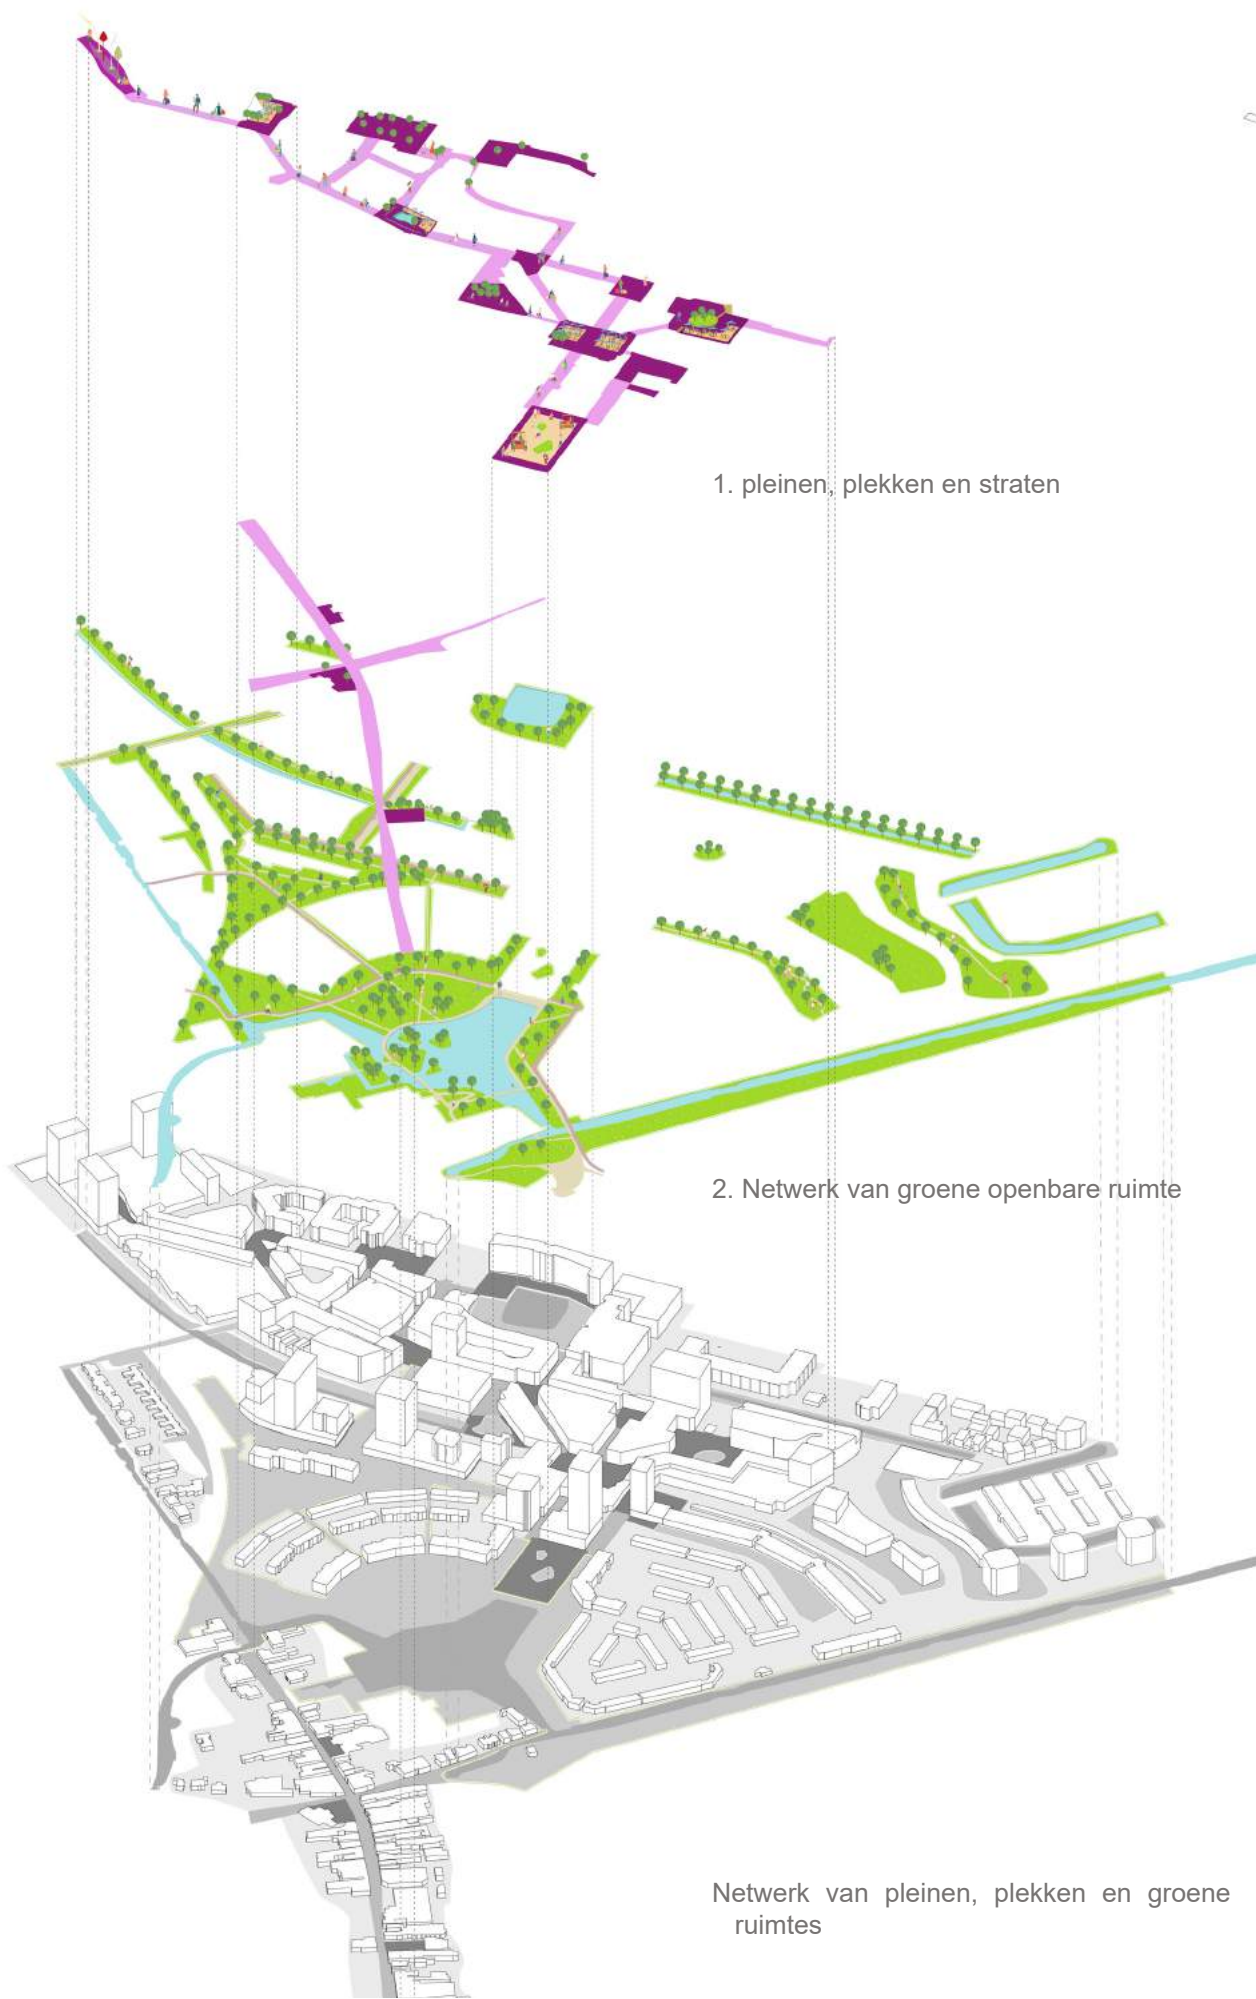 1. pleinen, plekken en straten
2. Netwerk van groene openbare ruimte
Netwerk van pleinen, plekken en groene
ruimtes